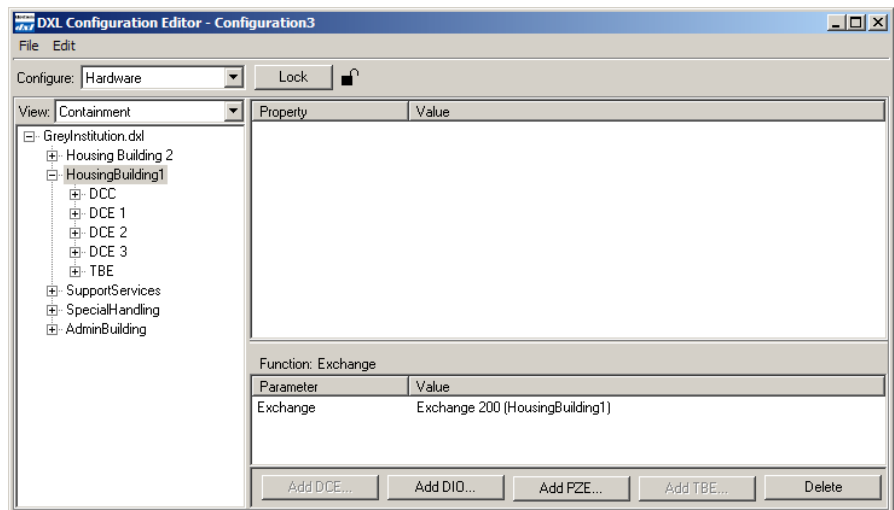 DXL Configuration Editor - Configuration3
File Edit
Configure: Hardware Lock
View: Containment
Property Value
GreyInstitution.dxl
Housing Building 2
HousingBuilding1
DCC
DCE 1
DCE 2
DCE 3
TBE
SupportServices
SpecialHandling
AdminBuilding
Function: Exchange
Parameter Value
Exchange Exchange 200 (HousingBuilding1)
Add DCE... Add DIO... Add PZE... Add TBE... Delete